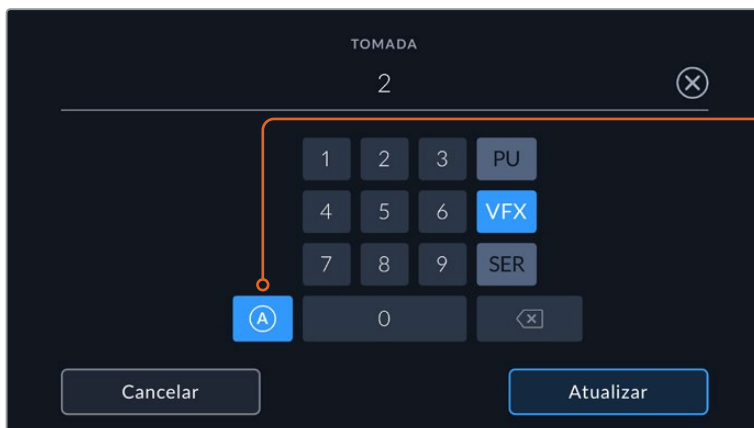 TOMADA
2
1 2 3 PU
4 5 6 VFX
7 8 9 SER
A 0
Cancelar Atualizar